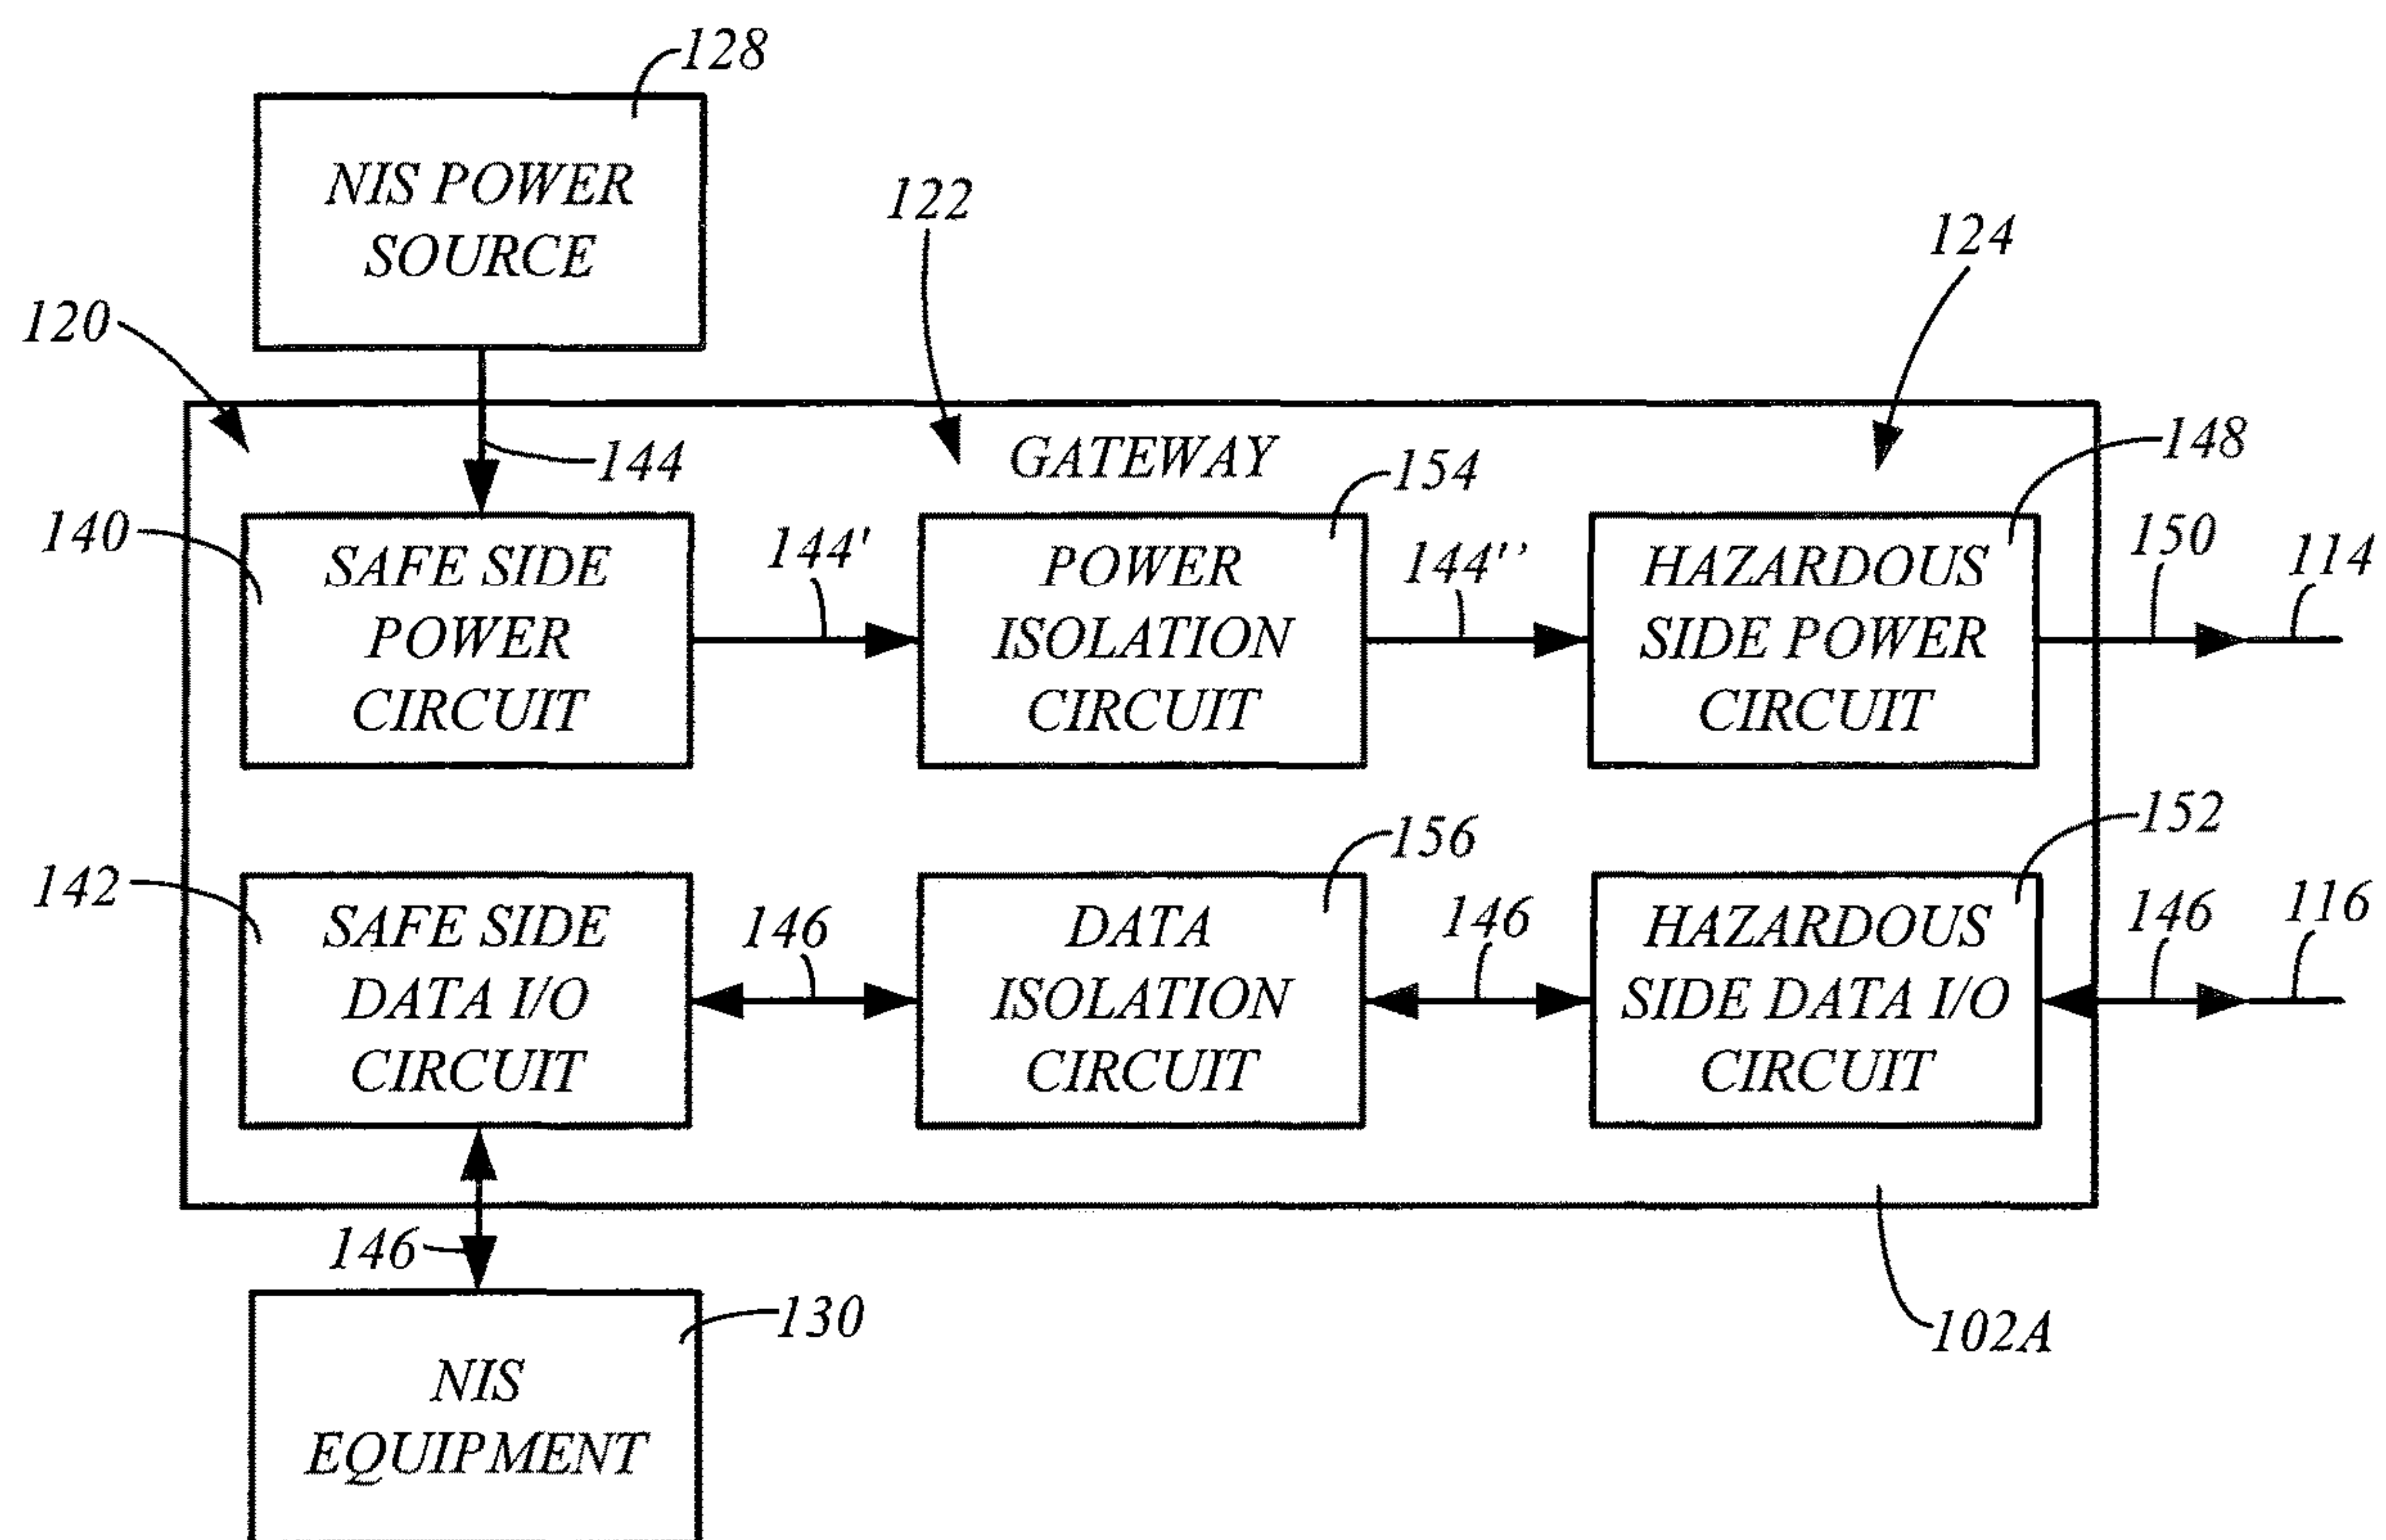 128
NIS POWER
SOURCE
122
124
120
144
GATEWAY
154
148
140
SAFE SIDE
POWER
CIRCUIT
144'
POWER
ISOLATION
CIRCUIT
144''
HAZARDOUS
SIDE POWER
CIRCUIT
150
114
142
SAFE SIDE
DATA I/O
CIRCUIT
146
156
DATA
ISOLATION
CIRCUIT
146
152
HAZARDOUS
SIDE DATA I/O
CIRCUIT
146
116
146
130
102A
NIS
EQUIPMENT